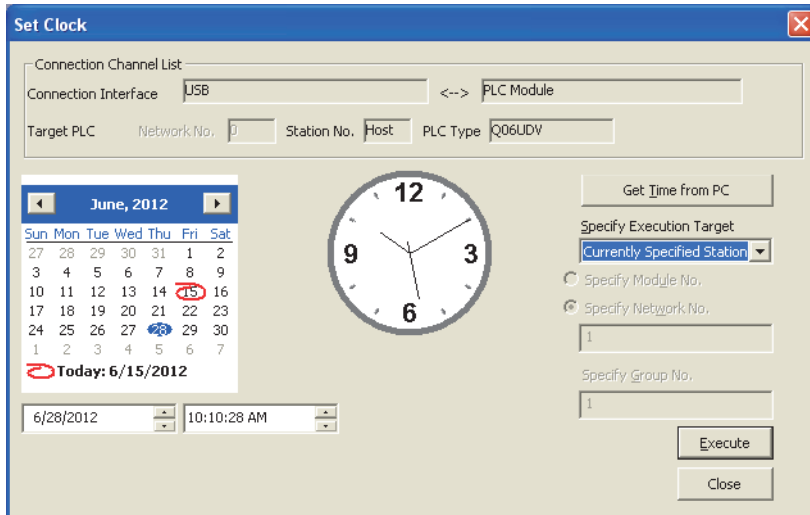 Set Clock
Connection Channel List
Connection Interface USB <--> PLC Module
Target PLC Network No. 0 Station No. Host PLC Type Q06UDV
June, 2012
Sun Mon Tue Wed Thu Fri Sat
27 28 29 30 31 1 2
3 4 5 6 7 8 9
10 11 12 13 14 15 16
17 18 19 20 21 22 23
24 25 26 27 28 29 30
1 2 3 4 5 6 7
Today: 6/15/2012
6/28/2012 10:10:28 AM
12
9 3
6
Get Time from PC
Specify Execution Target
Currently Specified Station
Specify Module No.
Specify Network No.
1
Specify Group No.
1
Execute
Close